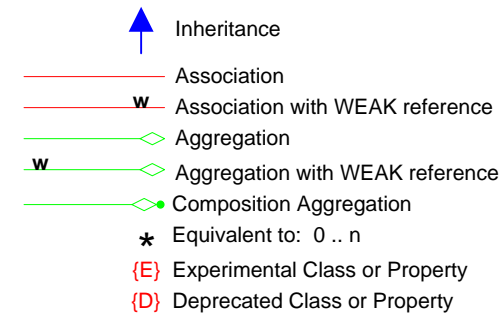 Inheritance
Association
w Association with WEAK reference
Aggregation
w Aggregation with WEAK reference
Composition Aggregation
* Equivalent to: 0 .. n
{E} Experimental Class or Property
{D} Deprecated Class or Property